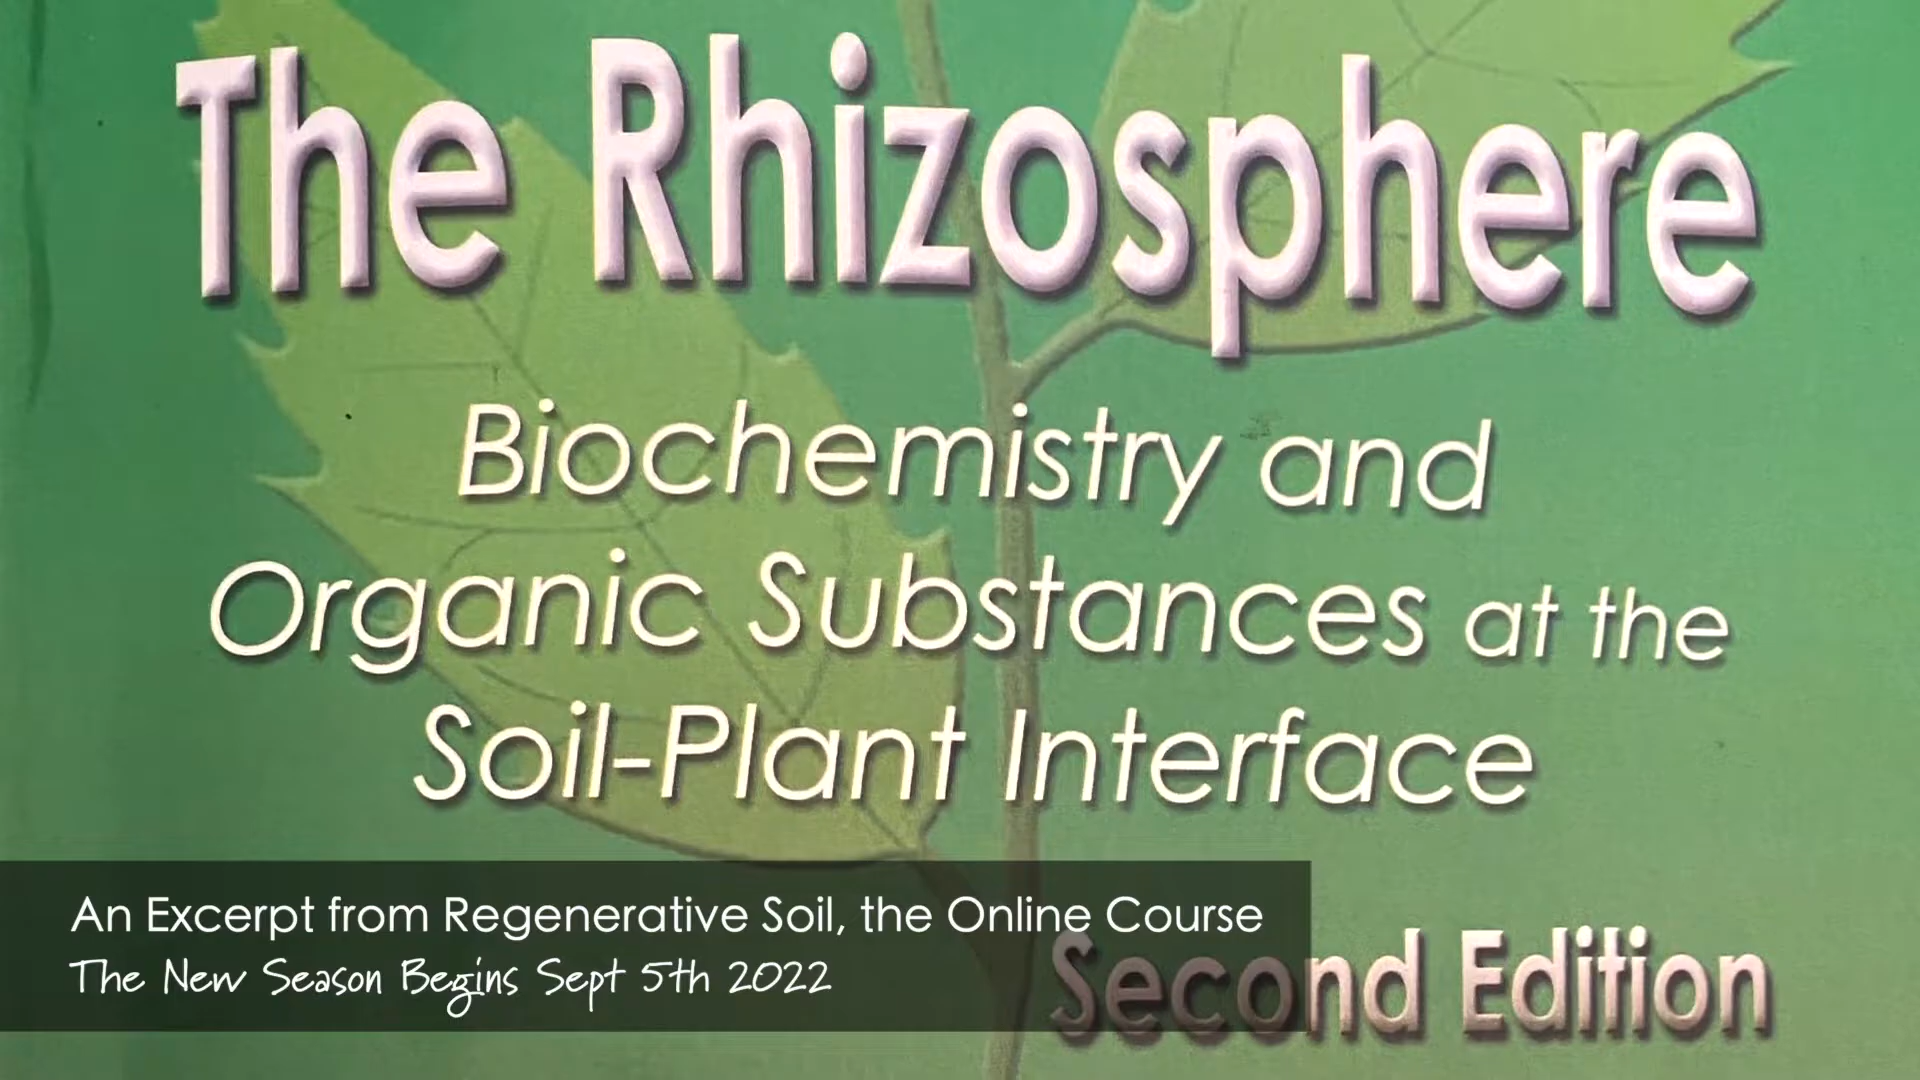 The Rhizosphere
Biochemistry and
Organic Substances at the
Soil-Plant Interface
An Excerpt from Regenerative Soil, the Online Course
The New Season Begins Sept 5th 2022
Second Edition